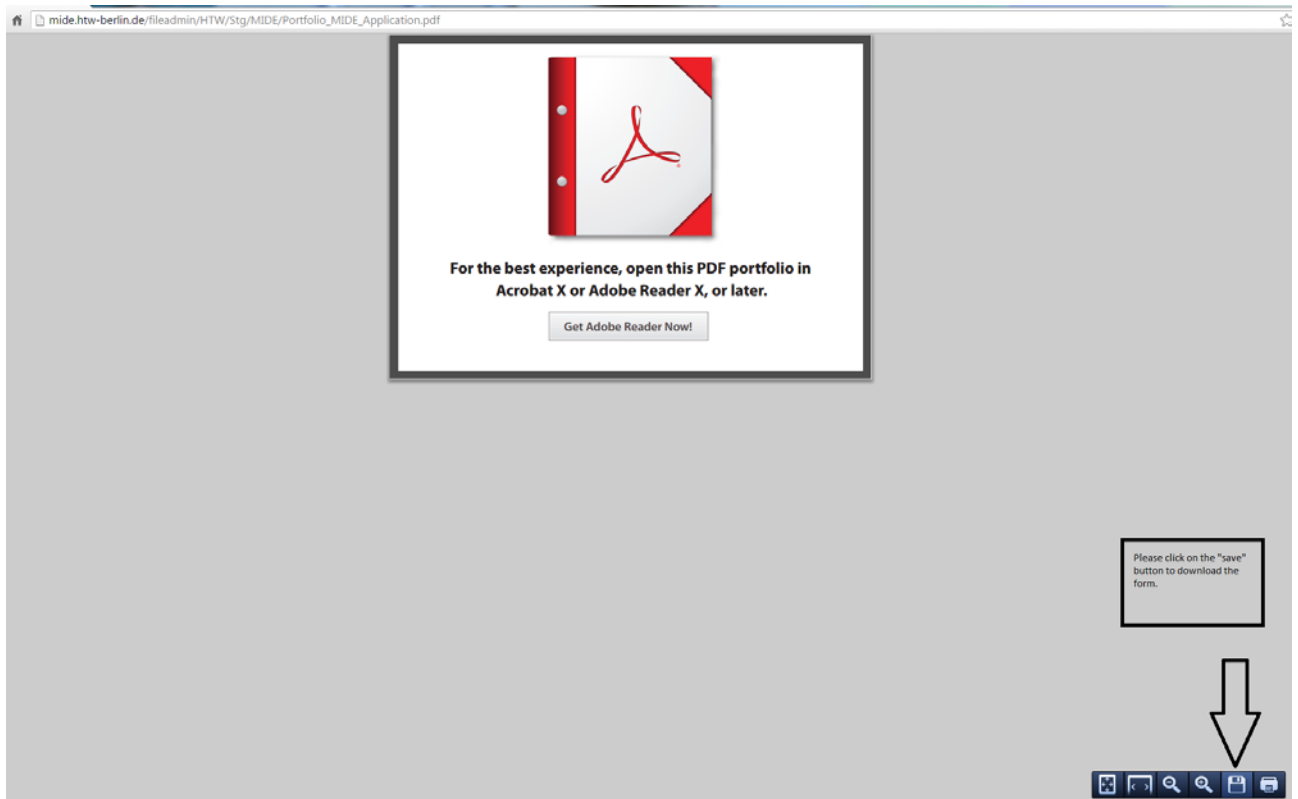 mide.htw-berlin.de/fileadmin/HTW/Stg/MIDE/Portfolio_MIDE_Application.pdf
For the best experience, open this PDF portfolio in
Acrobat X or Adobe Reader X, or later.
Get Adobe Reader Now!
Please click on the "save"
button to download the
form.